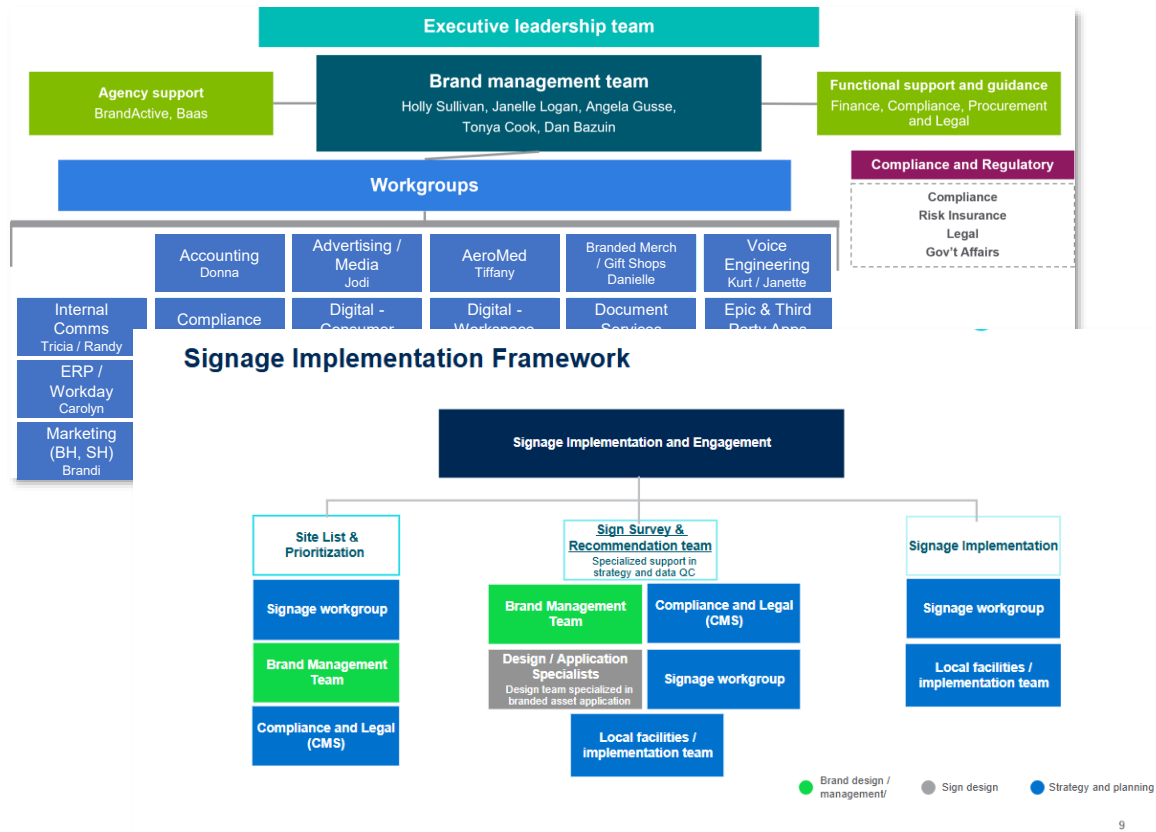 Executive leadership team
Agency support
BrandActive, Baas
Brand management team
Holly Sullivan, Janelle Logan, Angela Gusse,
Tonya Cook, Dan Bazuin
Functional support and guidance
Finance, Compliance, Procurement
and Legal
Compliance and Regulatory
Compliance
Risk Insurance
Legal
Gov't Affairs
Workgroups
Accounting
Donna
Advertising /
Media
Jodi
AeroMed
Tiffany
Branded Merch
/ Gift Shops
Danielle
Voice
Engineering
Kurt / Janette
Internal
Comms
Tricia / Randy
Compliance
Digital -
Consumer
Digital -
Workspace
Document
Services
Epic & Third
Party Apps
ERP /
Workday
Carolyn
Marketing
(BH, SH)
Brandi
Signage Implementation Framework
Signage Implementation and Engagement
Site List &
Prioritization
Signage workgroup
Brand Management
Team
Compliance and Legal
(CMS)
Sign Survey &
Recommendation team
Specialized support in
strategy and data QC
Brand Management
Team
Compliance and Legal
(CMS)
Design / Application
Specialists
Design team specialized in
branded asset application
Signage workgroup
Local facilities /
implementation team
Signage Implementation
Signage workgroup
Local facilities /
implementation team
Brand design /
management/
Sign design
Strategy and planning
9